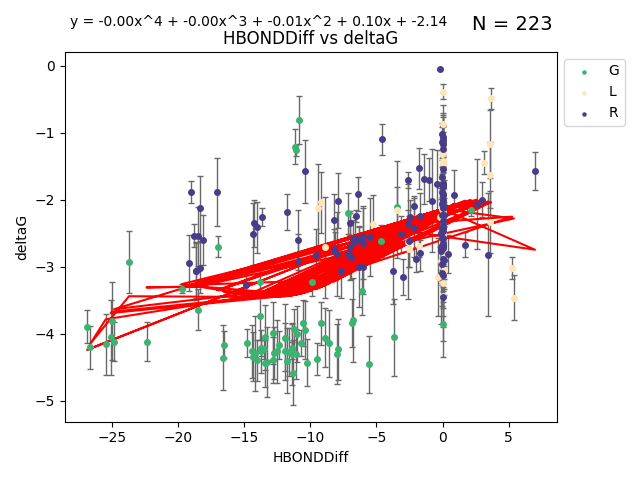 y = -0.00x^4 + -0.00x^3 + -0.01x^2 + 0.10x + -2.14
N = 223
HBONDDiff vs deltaG
G
L
R
deltaG
0
−1
−2
−3
−4
−5
−25
−20
−15
−10
−5
0
5
HBONDDiff